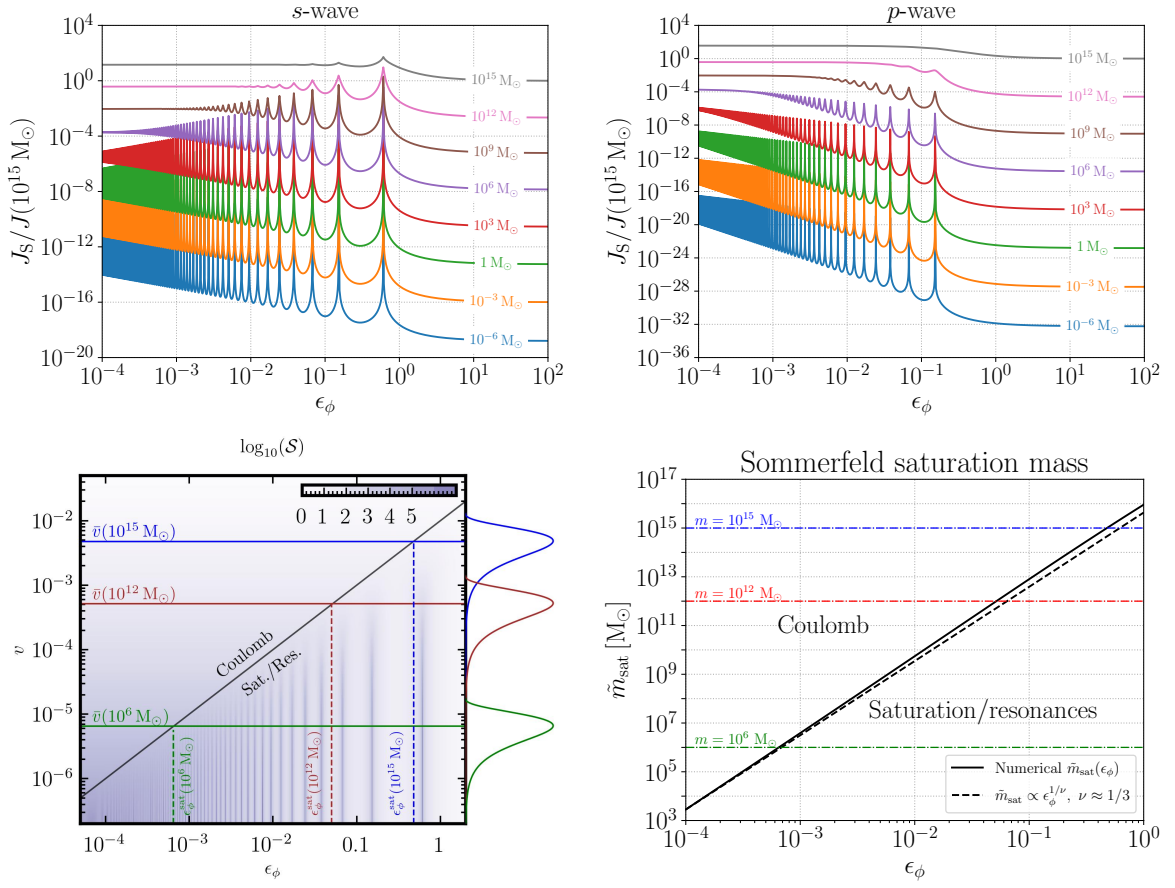 s-wave
J_S/J(10^15 M_⊙)
10^4
10^0
10^−4
10^−8
10^−12
10^−16
10^−20
10^15 M_⊙
10^12 M_⊙
10^9 M_⊙
10^6 M_⊙
10^3 M_⊙
1 M_⊙
10^−3 M_⊙
10^−6 M_⊙
10^−4 10^−3 10^−2 10^−1 10^0 10^1 10^2
ϵ_ϕ
p-wave
J_S/J(10^15 M_⊙)
10^4
10^0
10^−4
10^−8
10^−12
10^−16
10^−20
10^−24
10^−28
10^−32
10^−36
10^15 M_⊙
10^12 M_⊙
10^9 M_⊙
10^6 M_⊙
10^3 M_⊙
1 M_⊙
10^−3 M_⊙
10^−6 M_⊙
10^−4 10^−3 10^−2 10^−1 10^0 10^1 10^2
ϵ_ϕ
log_10(𝒮)
0 1 2 3 4 5
v
10^−2
10^−3
10^−4
10^−5
10^−6
v̄(10^15 M_⊙)
v̄(10^12 M_⊙)
v̄(10^6 M_⊙)
Coulomb
Sat./Res.
ϵ_ϕ^sat(10^6 M_⊙)
ϵ_ϕ^sat(10^12 M_⊙)
ϵ_ϕ^sat(10^15 M_⊙)
10^−4 10^−3 10^−2 0.1 1
ϵ_ϕ
Sommerfeld saturation mass
m̃_sat [M_⊙]
10^17
10^15
10^13
10^11
10^9
10^7
10^5
10^3
m = 10^15 M_⊙
m = 10^12 M_⊙
Coulomb
Saturation/resonances
m = 10^6 M_⊙
Numerical m̃_sat(ϵ_ϕ)
m̃_sat ∝ ϵ_ϕ^1/ν, ν ≈ 1/3
10^−4 10^−3 10^−2 10^−1 10^0
ϵ_ϕ